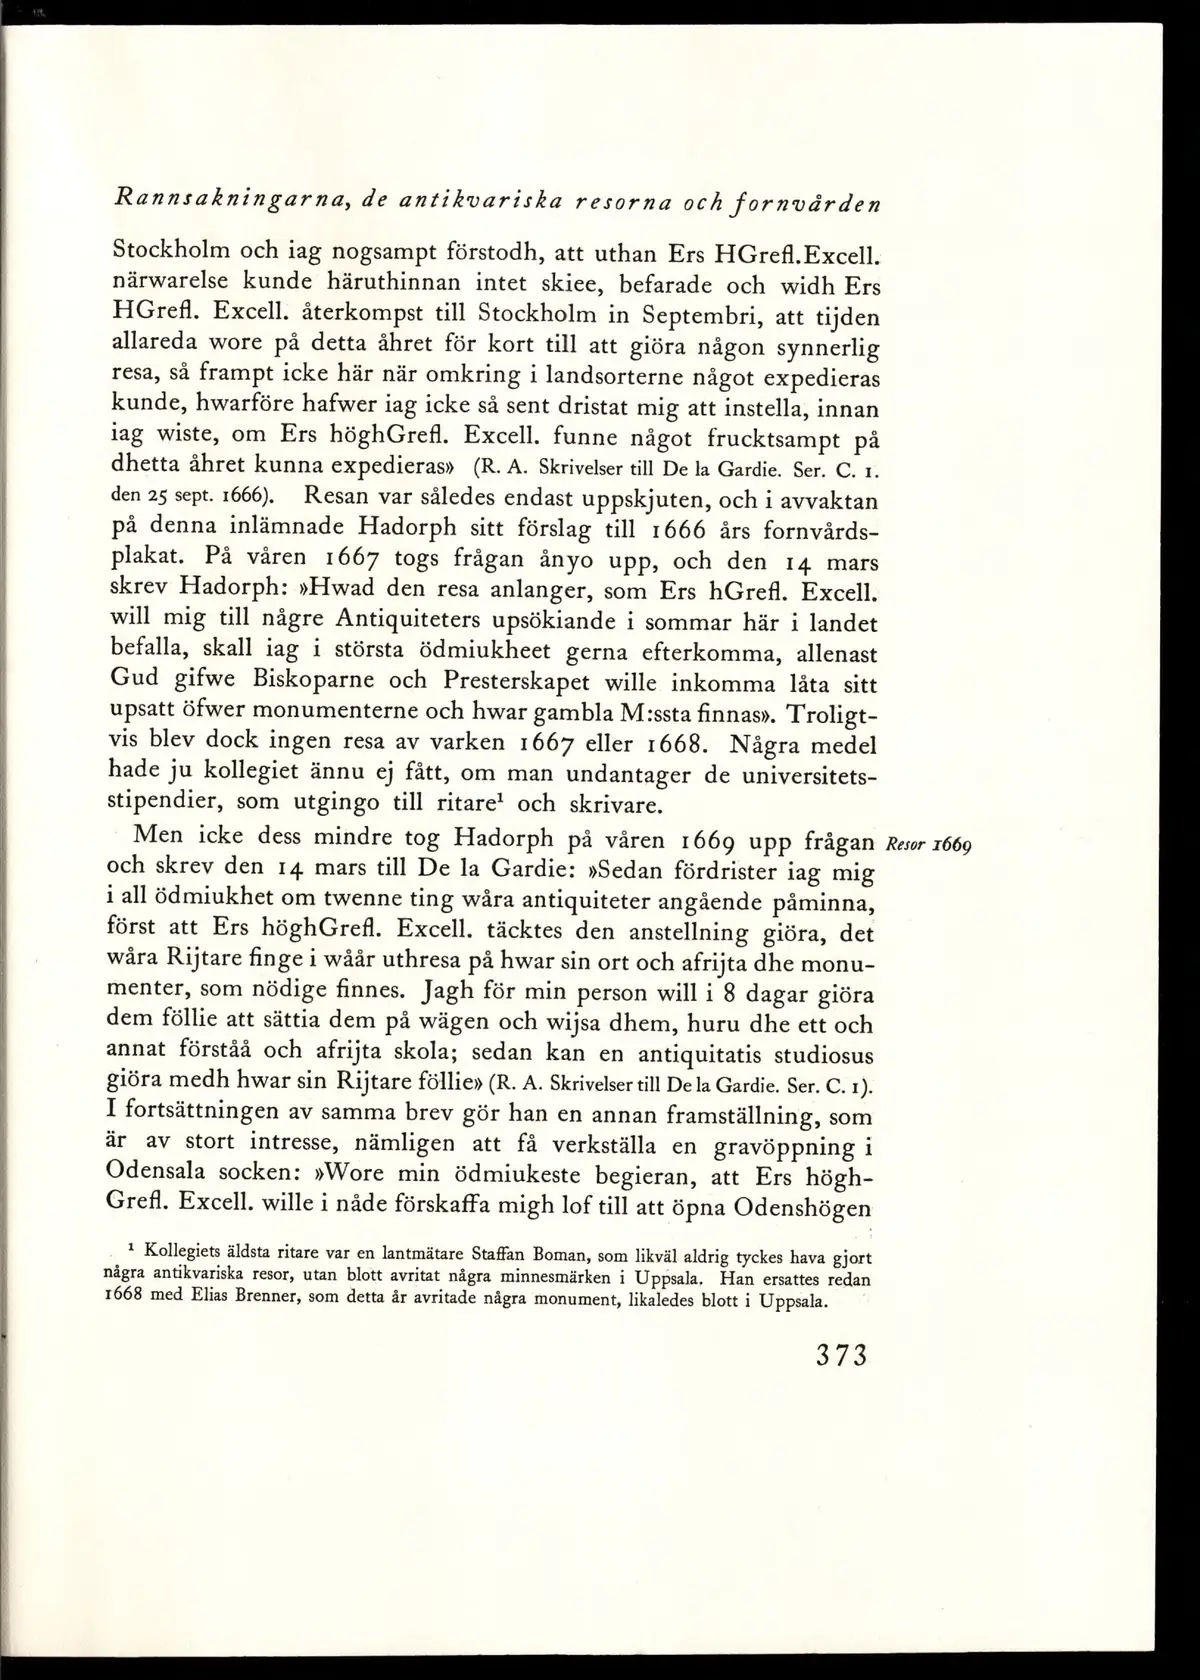 Rannsakningarna, de antikvariska resorna och fornvården
Stockholm och iag nogsampt förstodh, att uthan Ers HGrefl.Excell.
närwarelse kunde häruthinnan intet skiee, befarade och widh Ers
HGrefl. Excell. återkompst till Stockholm in Septembri, att tijden
allareda wore på detta åhret för kort till att giöra någon synnerlig
resa, så frampt icke här när omkring i landsorterne något expedieras
kunde, hwarföre hafwer iag icke så sent dristat mig att instella, innan
iag wiste, om Ers höghGrefl. Excell. funne något frucktsampt på
dhetta åhret kunna expedieras» (R. A. Skrivelser till De la Gardie. Ser. C. 1.
den 25 sept. 1666). Resan var således endast uppskjuten, och i avvaktan
på denna inlämnade Hadorph sitt förslag till 1666 års fornvårds-
plakat. På våren 1667 togs frågan ånyo upp, och den 14 mars
skrev Hadorph: »Hwad den resa anlanger, som Ers hGrefl. Excell.
will mig till någre Antiquiteters upsökiande i sommar här i landet
befalla, skall iag i största ödmiukheet gerna efterkomma, allenast
Gud gifwe Biskoparne och Presterskapet wille inkomma låta sitt
upsatt öfwer monumenterne och hwar gambla M:ssta finnas». Troligt-
vis blev dock ingen resa av varken 1667 eller 1668. Några medel
hade ju kollegiet ännu ej fått, om man undantager de universitets-
stipendier, som utgingo till ritare¹ och skrivare.
Men icke dess mindre tog Hadorph på våren 1669 upp frågan Resor 1669
och skrev den 14 mars till De la Gardie: »Sedan fördrister iag mig
i all ödmiukhet om twenne ting wåra antiquiteter angående påminna,
först att Ers höghGrefl. Excell. täcktes den anstellning giöra, det
wåra Rijtare finge i wåår uthresa på hwar sin ort och afrijta dhe monu-
menter, som nödige finnes. Jagh för min person will i 8 dagar giöra
dem föllie att sättia dem på wägen och wijsa dhem, huru dhe ett och
annat förståå och afrijta skola; sedan kan en antiquitatis studiosus
giöra medh hwar sin Rijtare föllie» (R. A. Skrivelser till De la Gardie. Ser. C. 1).
I fortsättningen av samma brev gör han en annan framställning, som
är av stort intresse, nämligen att få verkställa en gravöppning i
Odensala socken: »Wore min ödmiukeste begieran, att Ers högh-
Grefl. Excell. wille i nåde förskaffa migh lof till att öpna Odenshögen
¹ Kollegiets äldsta ritare var en lantmätare Staffan Boman, som likväl aldrig tyckes hava gjort
några antikvariska resor, utan blott avritat några minnesmärken i Uppsala. Han ersattes redan
1668 med Elias Brenner, som detta år avritade några monument, likaledes blott i Uppsala.
373